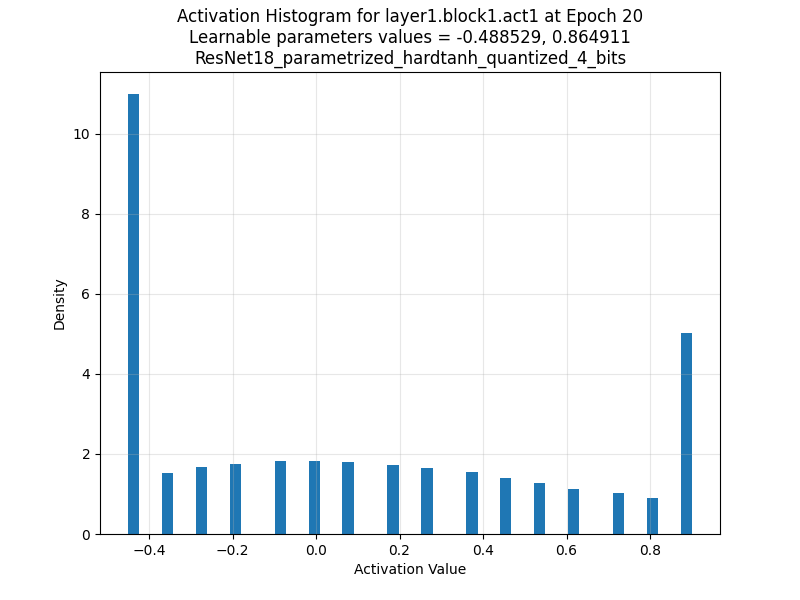 Activation Histogram for layer1.block1.act1 at Epoch 20
Learnable parameters values = -0.488529, 0.864911
ResNet18_parametrized_hardtanh_quantized_4_bits
10
8
6
4
2
0
Density
−0.4 −0.2 0.0 0.2 0.4 0.6 0.8
Activation Value